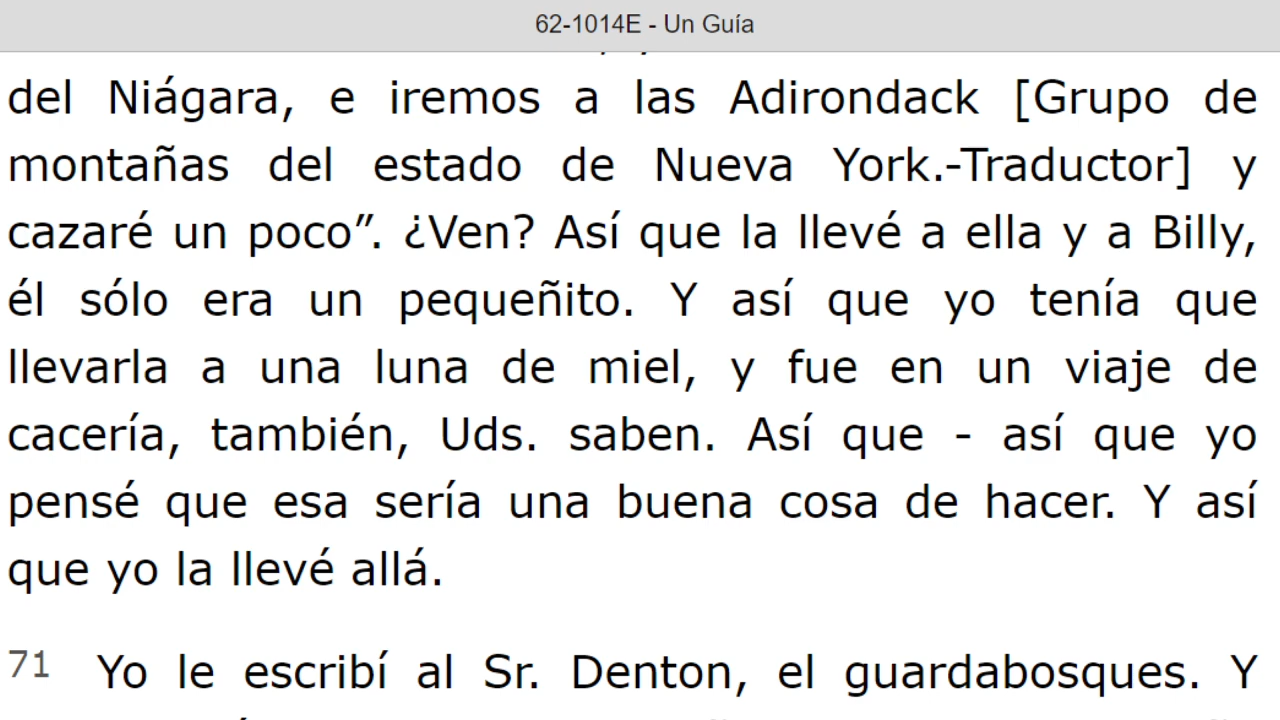 62-1014E - Un Guía
del Niágara, e iremos a las Adirondack [Grupo de
montañas del estado de Nueva York.-Traductor] y
cazaré un poco”. ¿Ven? Así que la llevé a ella y a Billy,
él sólo era un pequeñito. Y así que yo tenía que
llevarla a una luna de miel, y fue en un viaje de
cacería, también, Uds. saben. Así que - así que yo
pensé que esa sería una buena cosa de hacer. Y así
que yo la llevé allá.
71 Yo le escribí al Sr. Denton, el guardabosques. Y